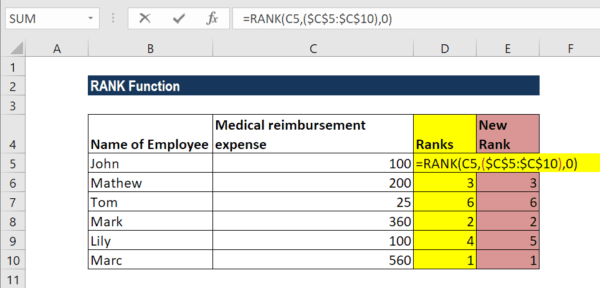 SUM =RANK(C5,($C$5:$C$10),0)
A B C D E F
1
2 RANK Function
3
Medical reimbursement New
4 Name of Employee expense Ranks Rank
5 John 100 =RANK(C5,($C$5:$C$10),0)
6 Mathew 200 3 3
7 Tom 25 6 6
8 Mark 360 2 2
9 Lily 100 4 5
10 Marc 560 1 1
11